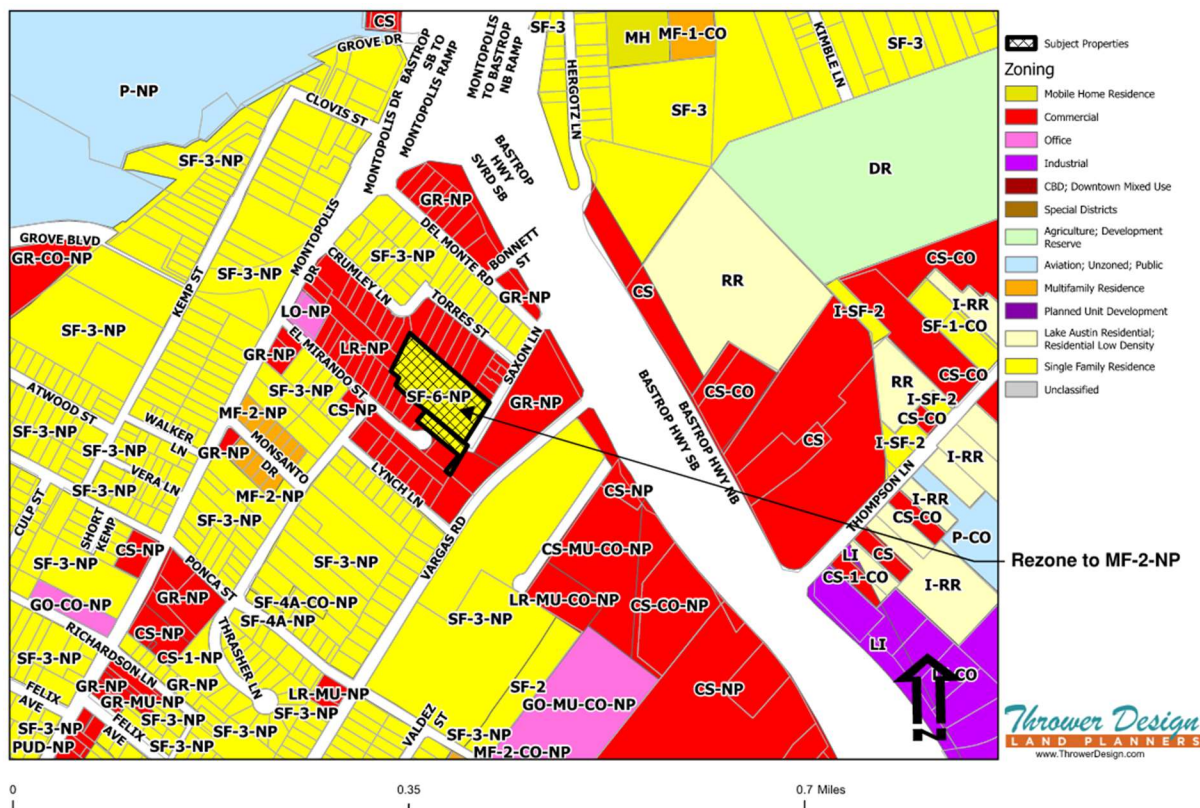 CS
GROVE DR
BASTROP
SB TO
MONTOPOLIS RAMP
MONTOPOLIS
TO BASTROP
NB RAMP
SF-3
MH
MF-1-CO
KIMBLE LN
SF-3
P-NP
CLOVIS ST
MONTOPOLIS DR
HERGOTZ LN
SF-3
SF-3-NP
BASTROP
HWY
SVRD SB
DR
GR-NP
GROVE BLVD
GR-CO-NP
KEMP ST
SF-3-NP
MONTOPOLIS
DR
CRUMLEY LN
SF-3-NP
DEL MONTE RD
BONNETT
ST
CS
RR
CS-CO
I-RR
SF-1-CO
I-SF-2
GR-NP
TORRES ST
LO-NP
SF-3-NP
EL MIRANDO ST
LR-NP
SAXON LN
GR-NP
SF-3-NP
SF-6-NP
GR-NP
CS-NP
BASTROP HWY SB
BASTROP HWY NB
CS-CO
CS
CS-CO
RR
I-SF-2
CS-CO
I-SF-2
I-RR
ATWOOD ST
SF-3-NP
MF-2-NP
WALKER
LN
SF-3-NP
GR-NP
MONSANTO
DR
VERA LN
MF-2-NP
LYNCH LN
SF-3-NP
CULP ST
SHORT
KEMP
SF-3-NP
VARGAS RD
CS-NP
THOMPSON LN
I-RR
CS-CO
P-CO
CS-NP
SF-3-NP
PONCA ST
SF-3-NP
CS-MU-CO-NP
LI
CS
CS-1-CO
I-RR
Rezone to MF-2-NP
GO-CO-NP
GR-NP
SF-4A-CO-NP
SF-4A-NP
LR-MU-CO-NP
CS-CO-NP
SF-3-NP
RICHARDSON LN
CS-NP
CS-1-NP
THRASHER LN
LI
SF-3-NP
GR-NP
GR-NP
GR-MU-NP
LR-MU-NP
SF-3-NP
SF-2
GO-MU-CO-NP
CS-NP
FELIX
AVE
FELIX
AVE
SF-3-NP
SF-3-NP
SF-3-NP
SF-3-NP
PUD-NP
VALDEZ
ST
SF-3-NP
MF-2-CO-NP
N
Subject Properties
Zoning
Mobile Home Residence
Commercial
Office
Industrial
CBD; Downtown Mixed Use
Special Districts
Agriculture; Development
Reserve
Aviation; Unzoned; Public
Multifamily Residence
Planned Unit Development
Lake Austin Residential;
Residential Low Density
Single Family Residence
Unclassified
Thrower Design
LAND PLANNERS
www.ThrowerDesign.com
0
0.35
0.7 Miles